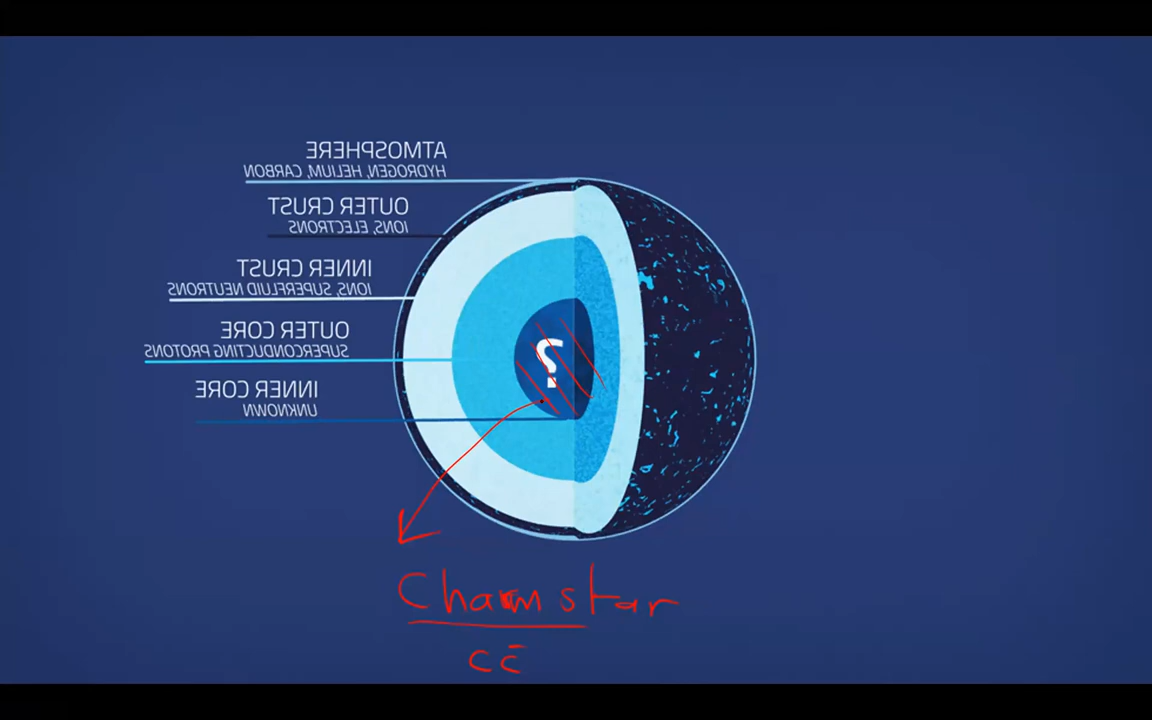 ATMOSPHERE
HYDROGEN, HELIUM, CARBON
OUTER CRUST
IONS, ELECTRONS
INNER CRUST
IONS, SUPERFLUID NEUTRONS
OUTER CORE
SUPERCONDUCTING PROTONS
?
INNER CORE
UNKNOWN
Charm star
cc̄